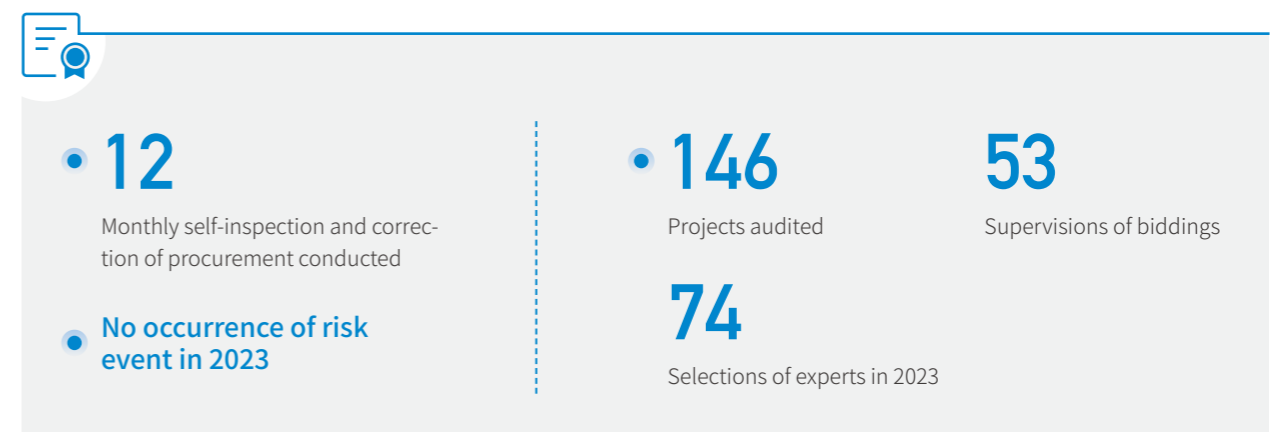 12
Monthly self-inspection and correc-
tion of procurement conducted
No occurrence of risk
event in 2023
146
Projects audited
53
Supervisions of biddings
74
Selections of experts in 2023